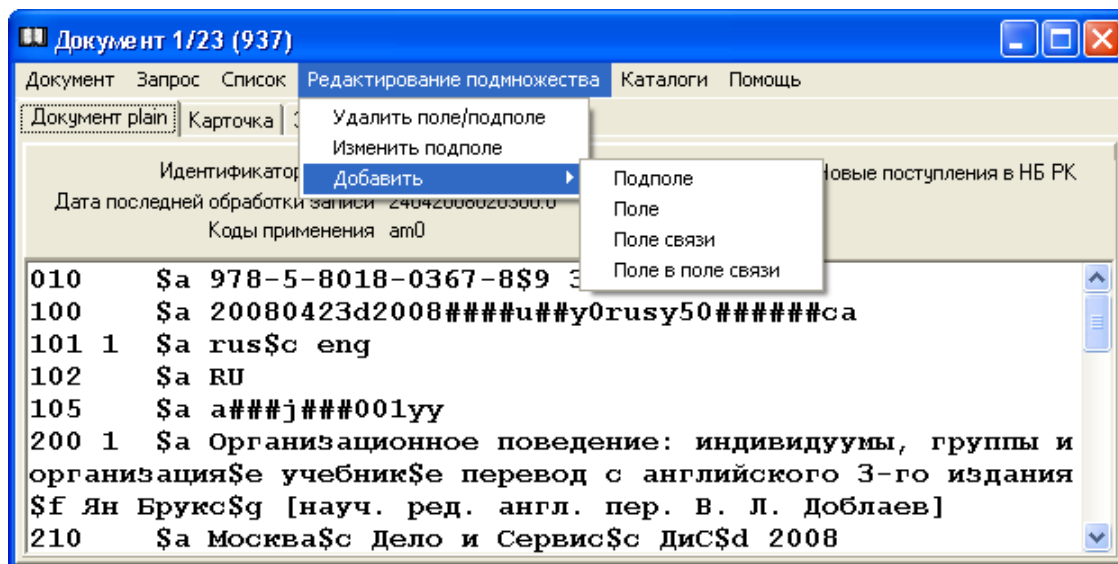 Документ 1/23 (937)
Документ Запрос Список Редактирование подмножества Каталоги Помощь
Документ plain Карточка
Удалить поле/подполе
Изменить подполе
Добавить
Подполе
Поле
Поле связи
Поле в поле связи
Идентификатор Новые поступления в НБ РК
Дата последней обработки записи 24042008020300.0
Коды применения am0
010 $a 978-5-8018-0367-8$9 3
100 $a 20080423d2008####u##y0rusy50######ca
101 1 $a rus$c eng
102 $a RU
105 $a a###j###001yy
200 1 $a Организационное поведение: индивидуумы, группы и
организация$e учебник$e перевод с английского 3-го издания
$f Ян Брукс$g [науч. ред. англ. пер. В. Л. Доблаев]
210 $a Москва$c Дело и Сервис$c ДиС$d 2008